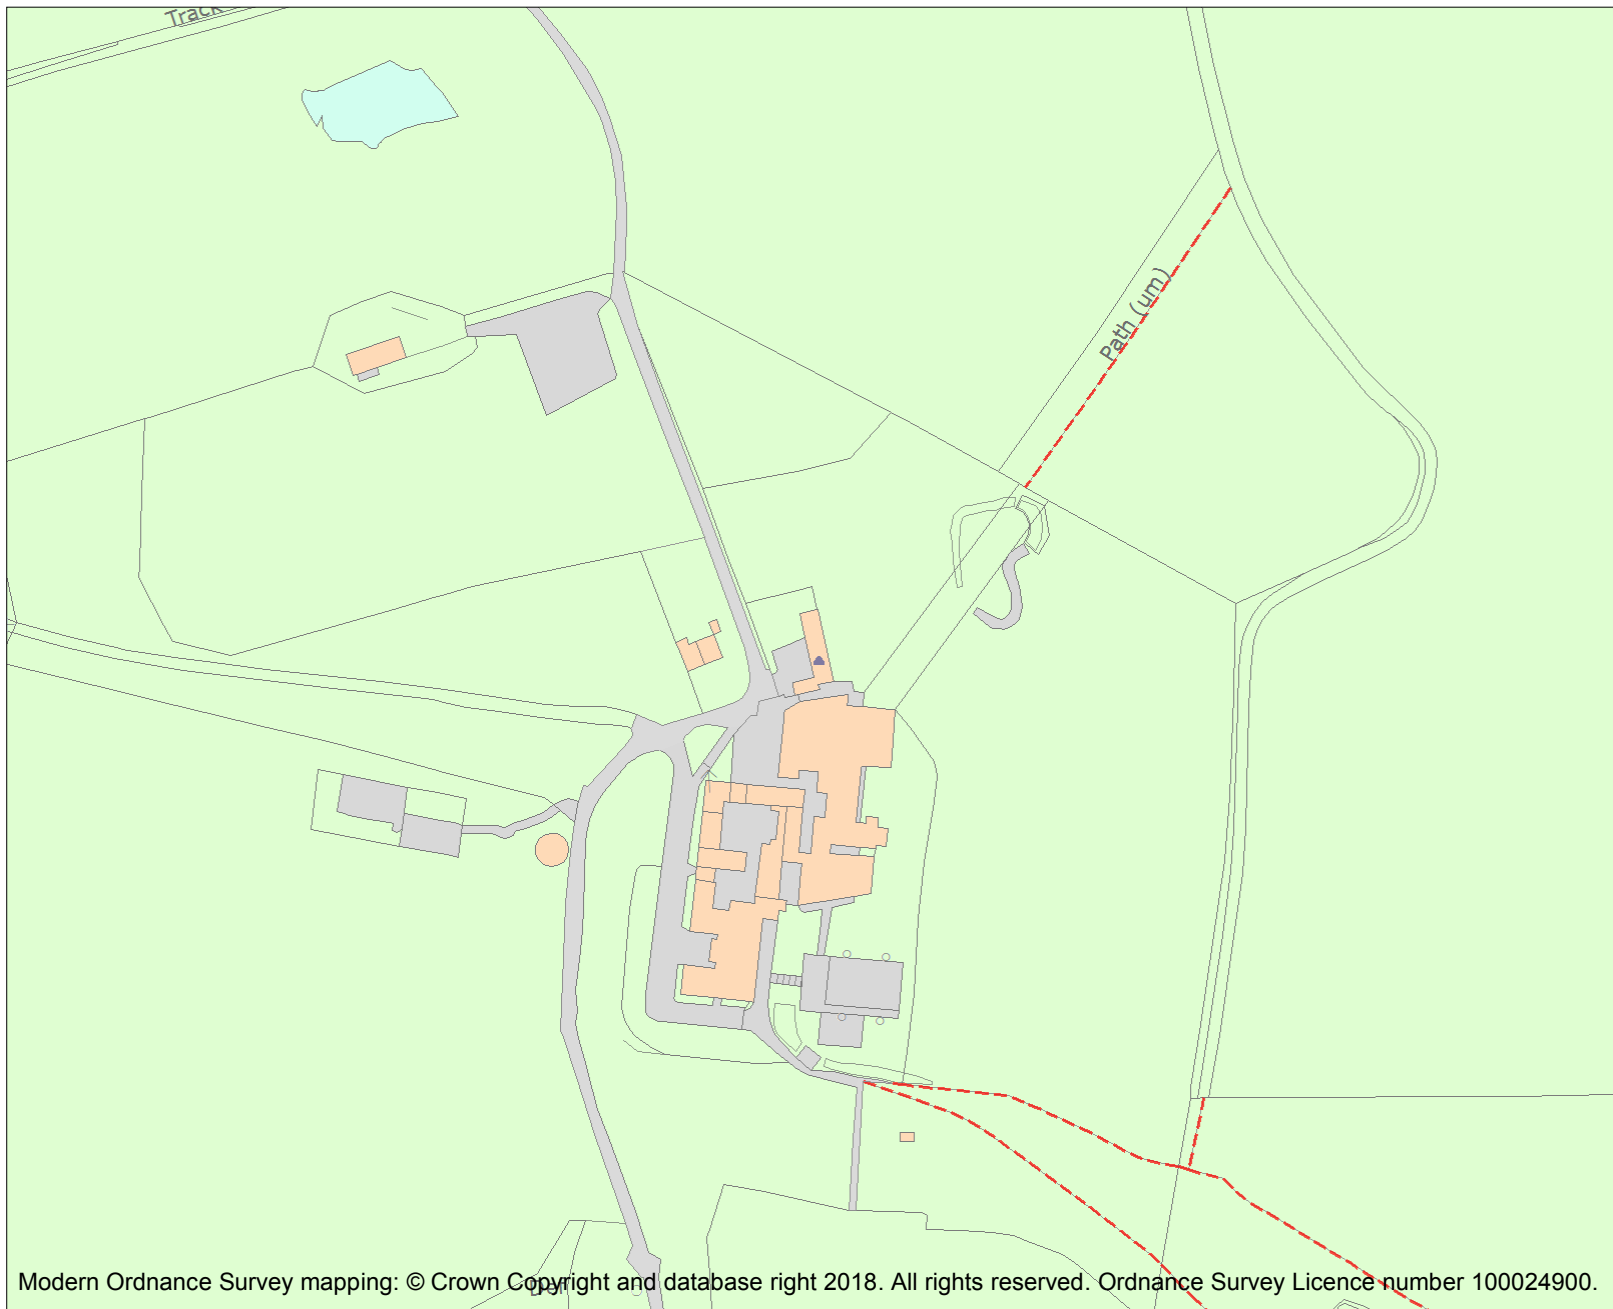 Track
Path (um)
Modern Ordnance Survey mapping: © Crown Copyright and database right 2018. All rights reserved. Ordnance Survey Licence number 100024900.